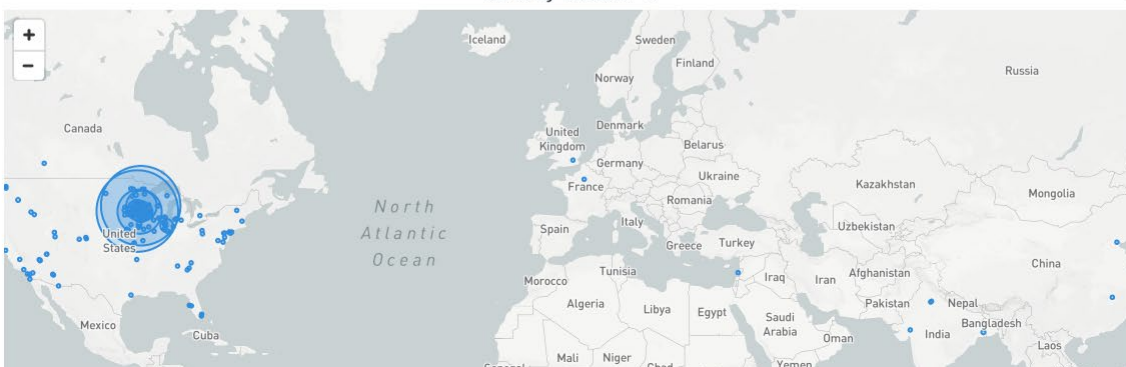 +
−
Iceland
Sweden
Finland
Norway
Russia
Canada
United
Kingdom
Denmark
Belarus
Germany
Ukraine
France
Kazakhstan
Mongolia
Romania
North
Atlantic
Ocean
United
States
Spain
Italy
Uzbekistan
Greece
Turkey
China
Morocco
Tunisia
Iraq
Iran
Afghanistan
Algeria
Libya
Egypt
Pakistan
Nepal
Mexico
Cuba
Saudi
Arabia
Oman
India
Bangladesh
Laos
Mali
Niger
Chad
Yemen
Senegal